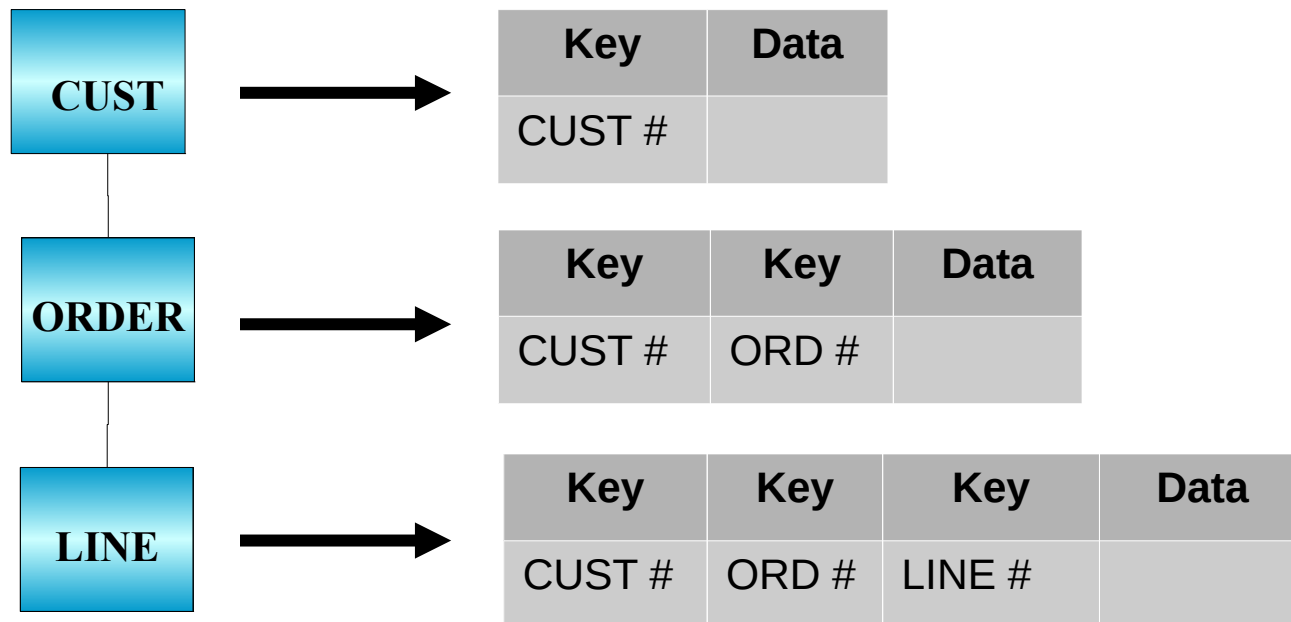 CUST
Key Data
CUST #
ORDER
Key Key Data
CUST # ORD #
LINE
Key Key Key Data
CUST # ORD # LINE #